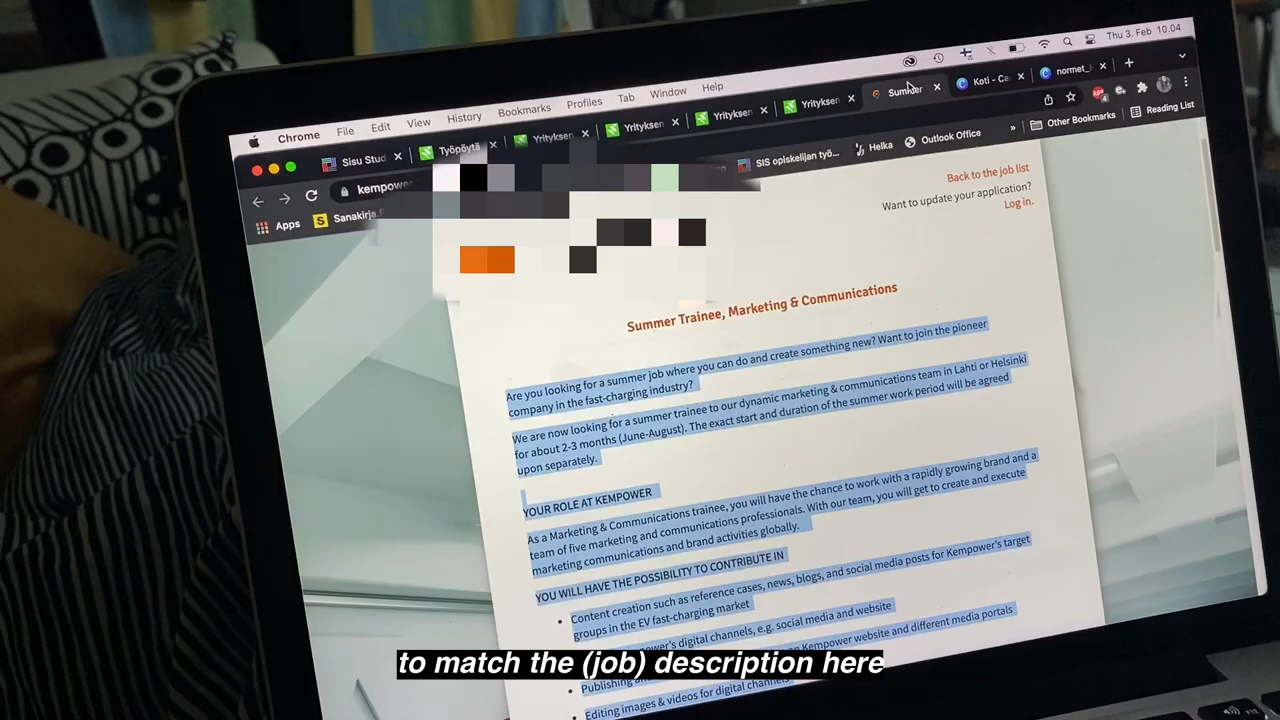 Chrome File Edit View History Bookmarks Profiles Tab Window Help Thu 3. Feb 10.04
Sisu Stud Työpöytä Yrityksen Yrityksen Yrityksen Yrityksen Koti - Ca normet_
kempowe
Apps Sanakirja.f SIS opiskelijan työ... Helka Outlook Office » Other Bookmarks Reading List
Back to the job list
Want to update your application?
Log in.
Summer Trainee, Marketing & Communications
Are you looking for a summer job where you can do and create something new? Want to join the pioneer
company in the fast-charging industry?
We are now looking for a summer trainee to our dynamic marketing & communications team in Lahti or Helsinki
for about 2-3 months (June-August). The exact start and duration of the summer work period will be agreed
upon separately.
YOUR ROLE AT KEMPOWER
As a Marketing & Communications trainee, you will have the chance to work with a rapidly growing brand and a
team of five marketing and communications professionals. With our team, you will get to create and execute
marketing communications and brand activities globally.
YOU WILL HAVE THE POSSIBILITY TO CONTRIBUTE IN
• Content creation such as reference cases, news, blogs, and social media posts for Kempower's target
groups in the EV fast-charging market
power's digital channels, e.g. social media and website
• Publishing on Kempower website and different media portals
• Editing images & videos for digital channels
to match the (job) description here